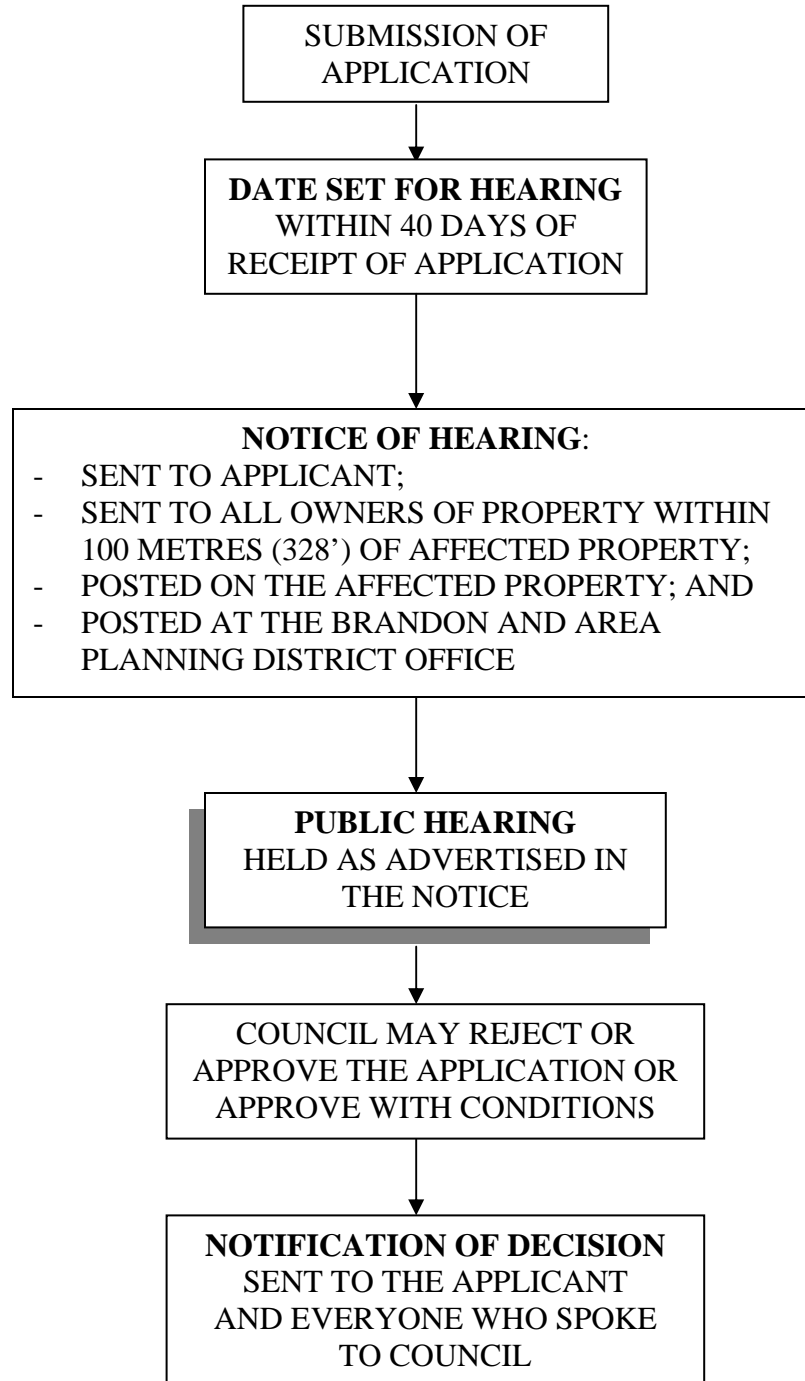 SUBMISSION OF
APPLICATION
DATE SET FOR HEARING
WITHIN 40 DAYS OF
RECEIPT OF APPLICATION
NOTICE OF HEARING:
- SENT TO APPLICANT;
- SENT TO ALL OWNERS OF PROPERTY WITHIN
100 METRES (328’) OF AFFECTED PROPERTY;
- POSTED ON THE AFFECTED PROPERTY; AND
- POSTED AT THE BRANDON AND AREA
PLANNING DISTRICT OFFICE
PUBLIC HEARING
HELD AS ADVERTISED IN
THE NOTICE
COUNCIL MAY REJECT OR
APPROVE THE APPLICATION OR
APPROVE WITH CONDITIONS
NOTIFICATION OF DECISION
SENT TO THE APPLICANT
AND EVERYONE WHO SPOKE
TO COUNCIL